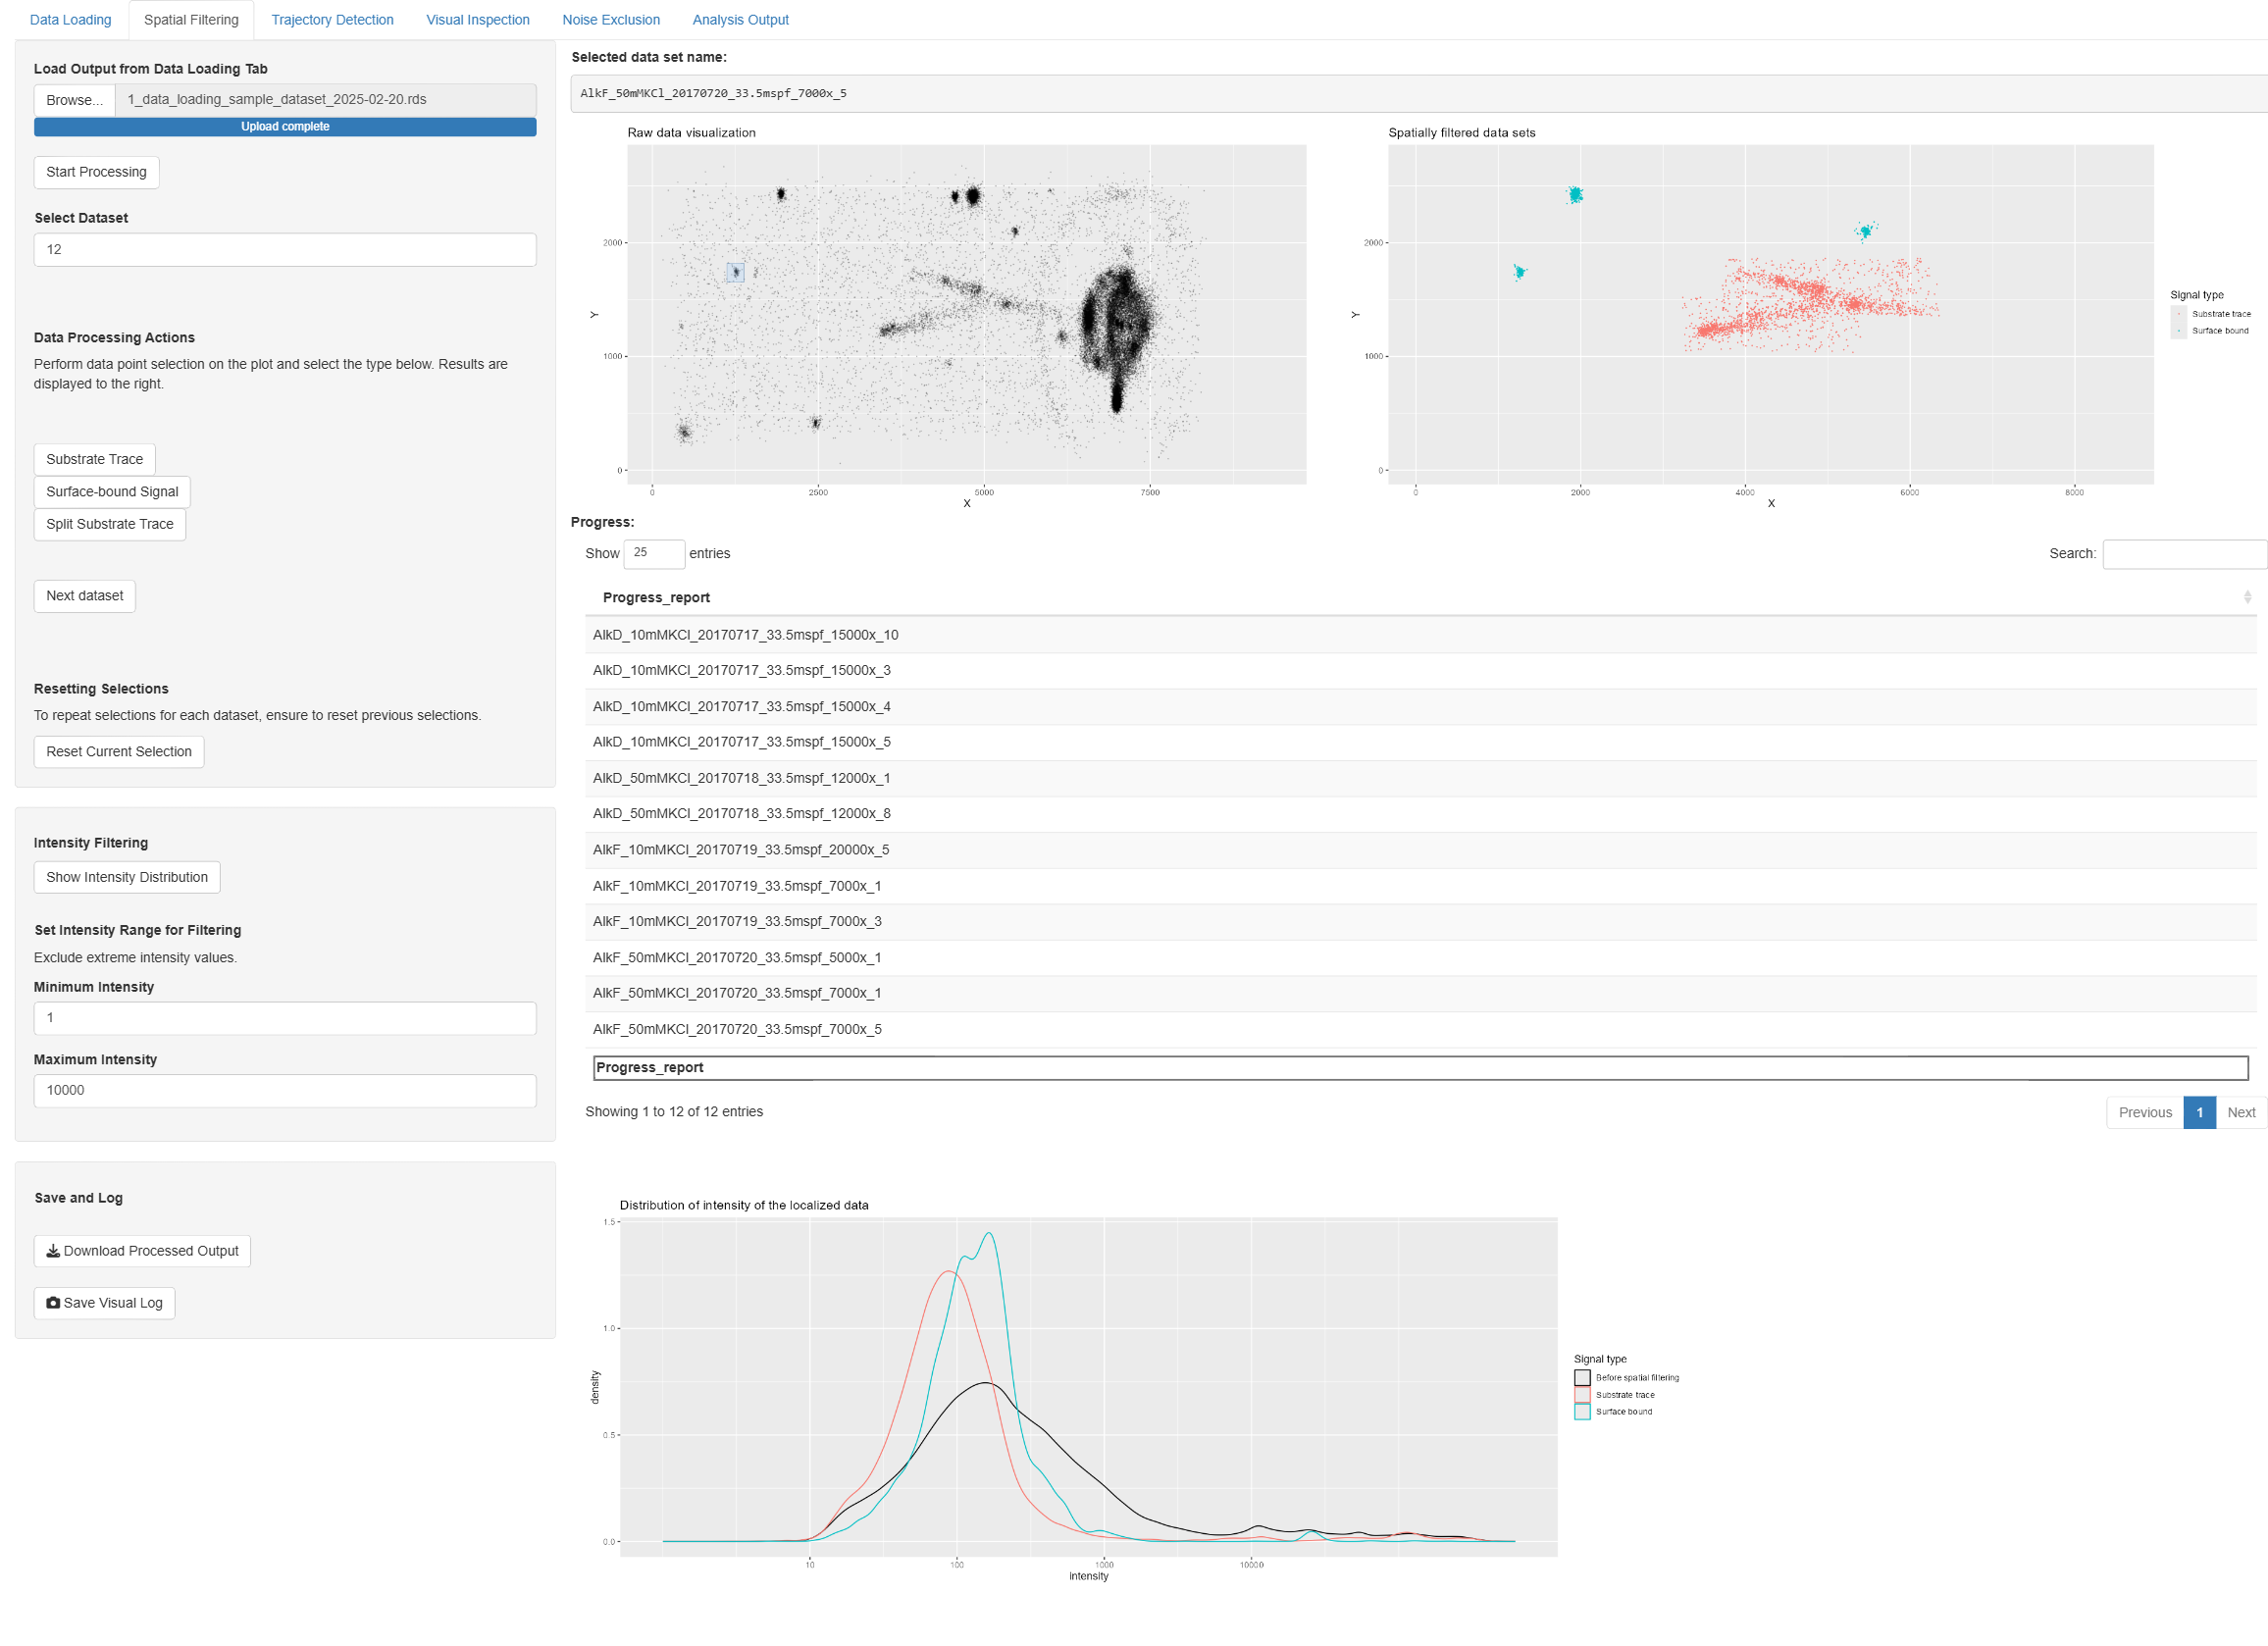 Data Loading
Spatial Filtering
Trajectory Detection
Visual Inspection
Noise Exclusion
Analysis Output
Load Output from Data Loading Tab
Browse...
1_data_loading_sample_dataset_2025-02-20.rds
Upload complete
Start Processing
Select Dataset
12
Data Processing Actions
Perform data point selection on the plot and select the type below. Results are
displayed to the right.
Substrate Trace
Surface-bound Signal
Split Substrate Trace
Next dataset
Resetting Selections
To repeat selections for each dataset, ensure to reset previous selections.
Reset Current Selection
Intensity Filtering
Show Intensity Distribution
Set Intensity Range for Filtering
Exclude extreme intensity values.
Minimum Intensity
1
Maximum Intensity
10000
Save and Log
Download Processed Output
Save Visual Log
Selected data set name:
AlkF_50mMKCl_20170720_33.5mspf_7000x_5
Raw data visualization
2000
1000
0
Y
0 2500 5000 7500
X
Spatially filtered data sets
2000
1000
0
Y
0 2000 4000 6000 8000
X
Signal type
Substrate trace
Surface bound
Progress:
Show 25 entries
Search:
Progress_report
AlkD_10mMKCl_20170717_33.5mspf_15000x_10
AlkD_10mMKCl_20170717_33.5mspf_15000x_3
AlkD_10mMKCl_20170717_33.5mspf_15000x_4
AlkD_10mMKCl_20170717_33.5mspf_15000x_5
AlkD_50mMKCl_20170718_33.5mspf_12000x_1
AlkD_50mMKCl_20170718_33.5mspf_12000x_8
AlkF_10mMKCl_20170719_33.5mspf_20000x_5
AlkF_10mMKCl_20170719_33.5mspf_7000x_1
AlkF_10mMKCl_20170719_33.5mspf_7000x_3
AlkF_50mMKCl_20170720_33.5mspf_5000x_1
AlkF_50mMKCl_20170720_33.5mspf_7000x_1
AlkF_50mMKCl_20170720_33.5mspf_7000x_5
Progress_report
Showing 1 to 12 of 12 entries
Previous 1 Next
Distribution of intensity of the localized data
1.5
1.0
0.5
0.0
density
10 100 1000 10000
intensity
Signal type
Before spatial filtering
Substrate trace
Surface bound